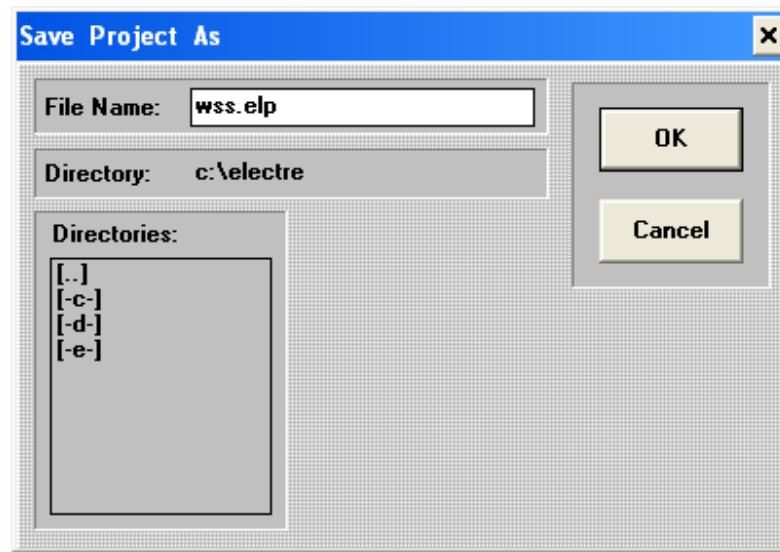 Save Project As
File Name: wss.elp
OK
Directory: c:\electre
Cancel
Directories:
[..]
[-c-]
[-d-]
[-e-]